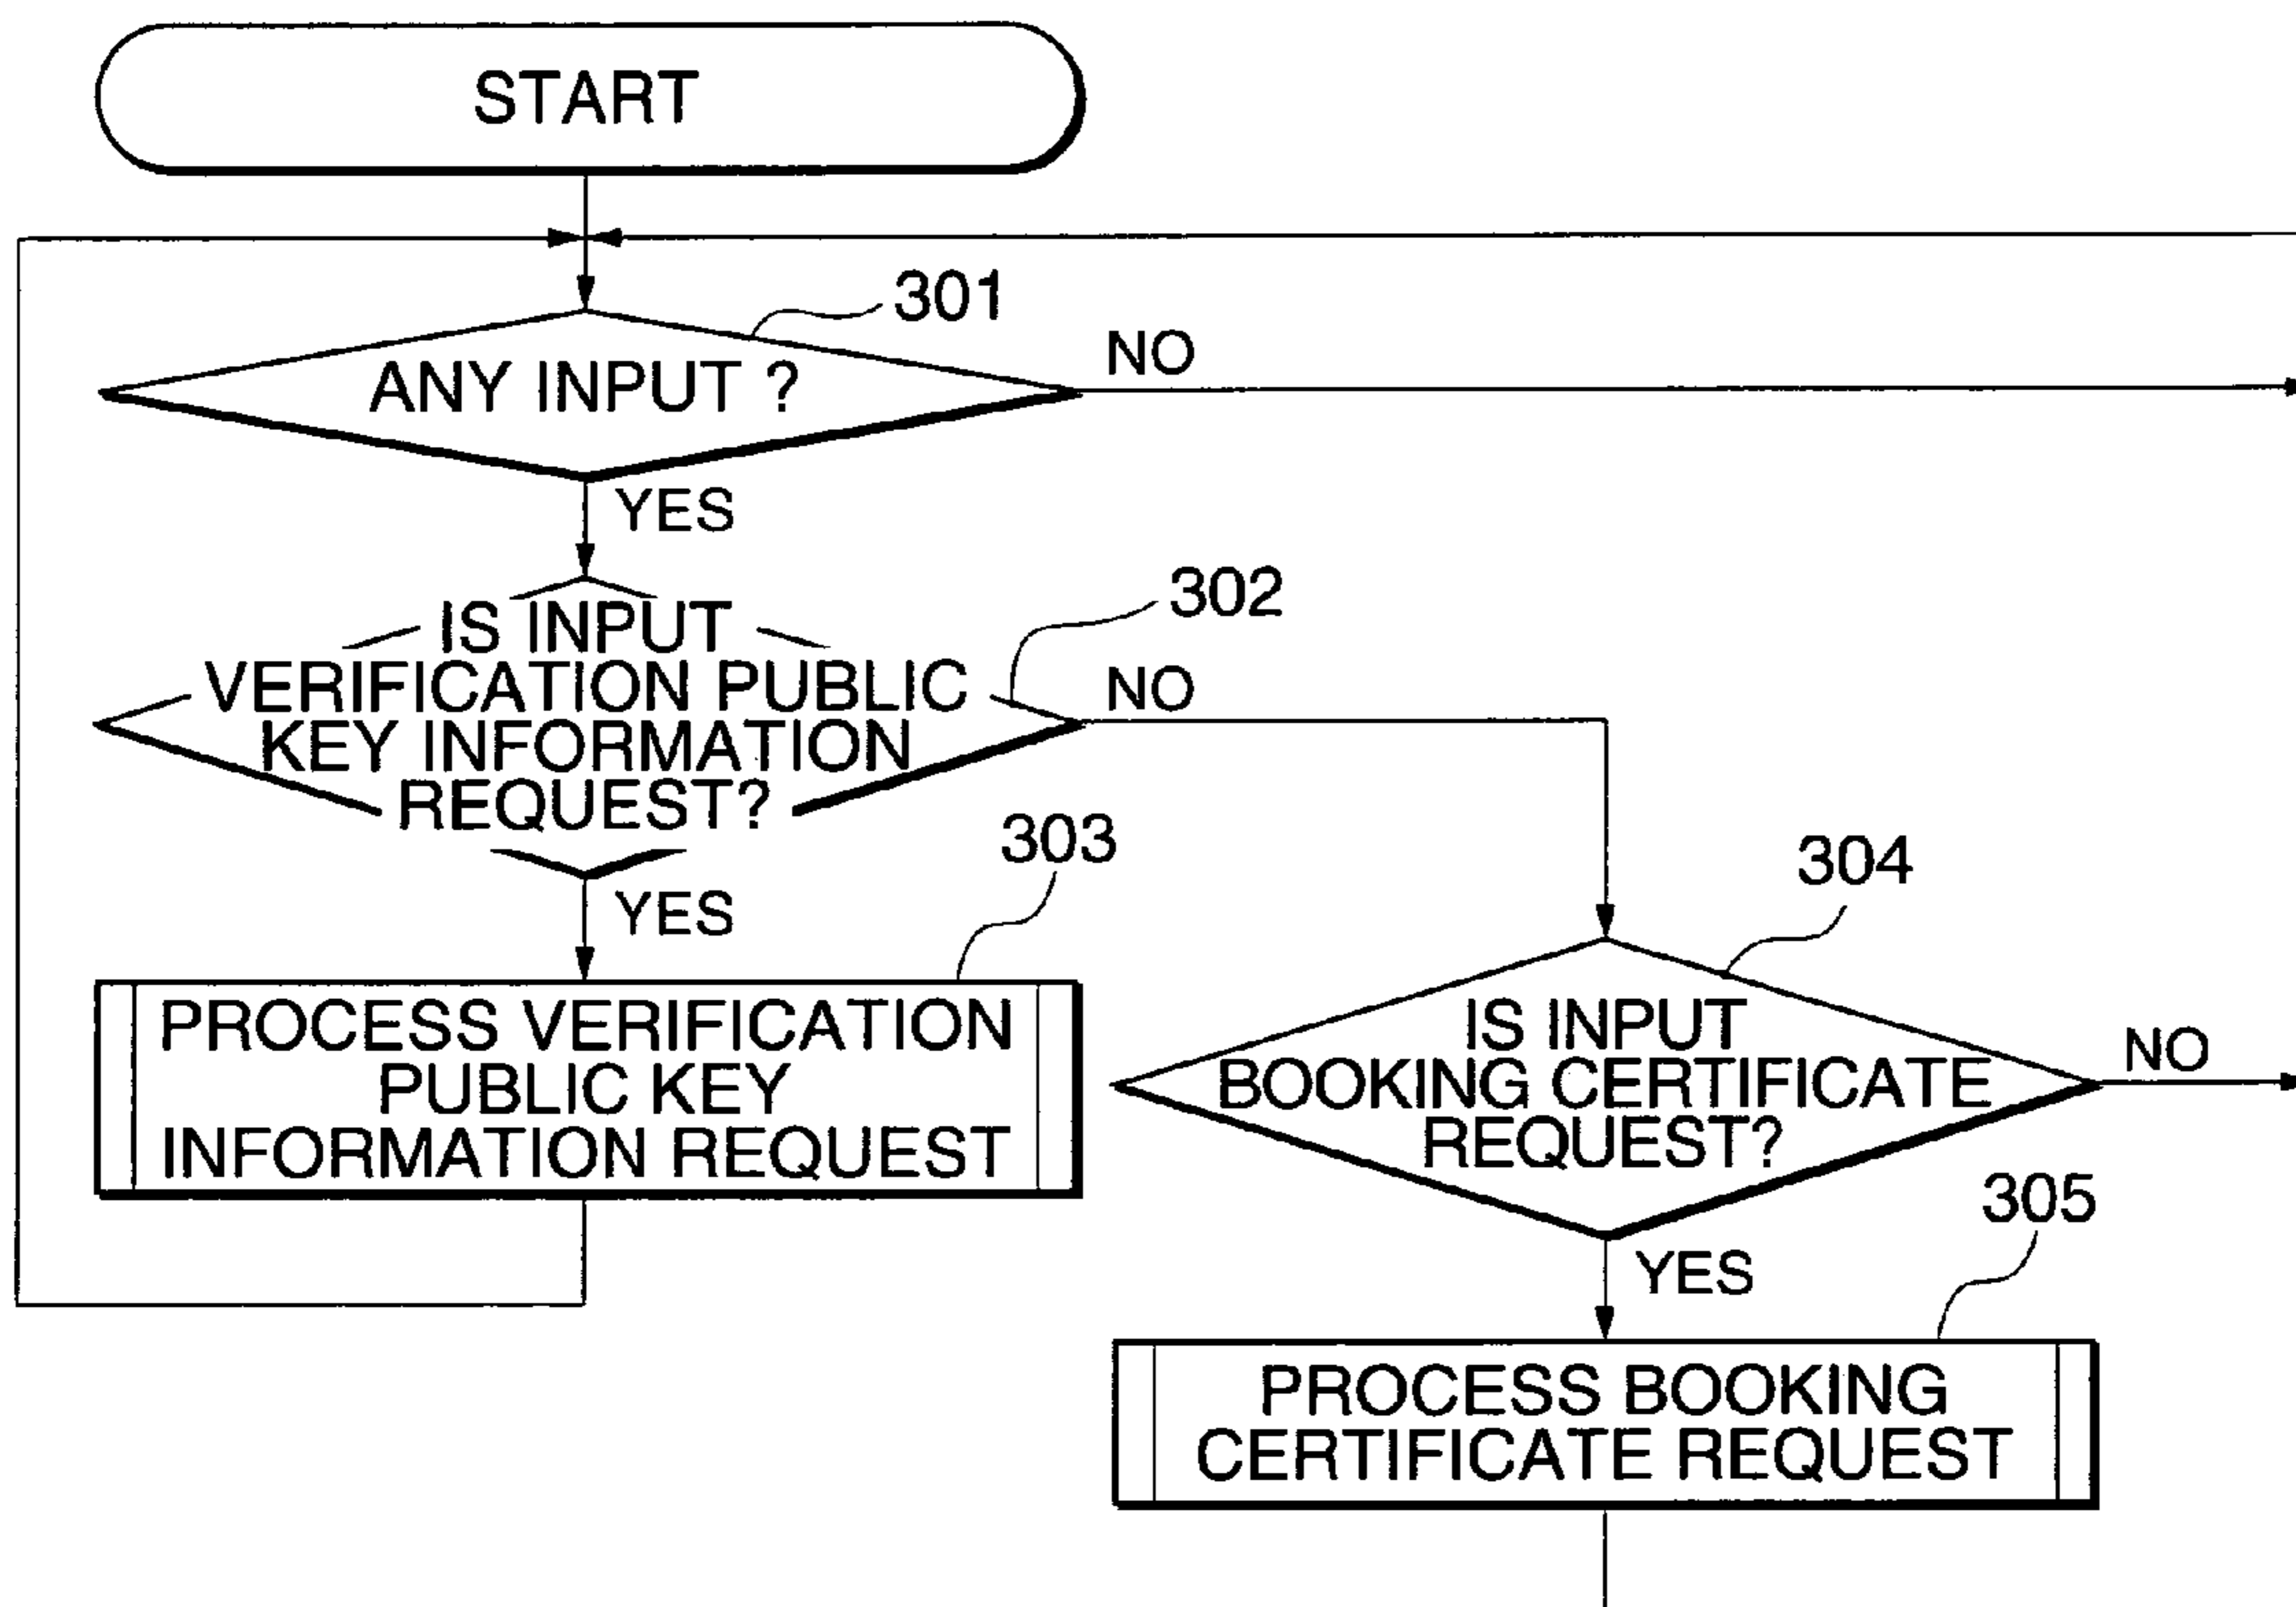 START
301
ANY INPUT ?
NO
YES
302
IS INPUT
VERIFICATION PUBLIC
KEY INFORMATION
REQUEST?
NO
YES
303
PROCESS VERIFICATION
PUBLIC KEY
INFORMATION REQUEST
304
IS INPUT
BOOKING CERTIFICATE
REQUEST?
NO
YES
305
PROCESS BOOKING
CERTIFICATE REQUEST